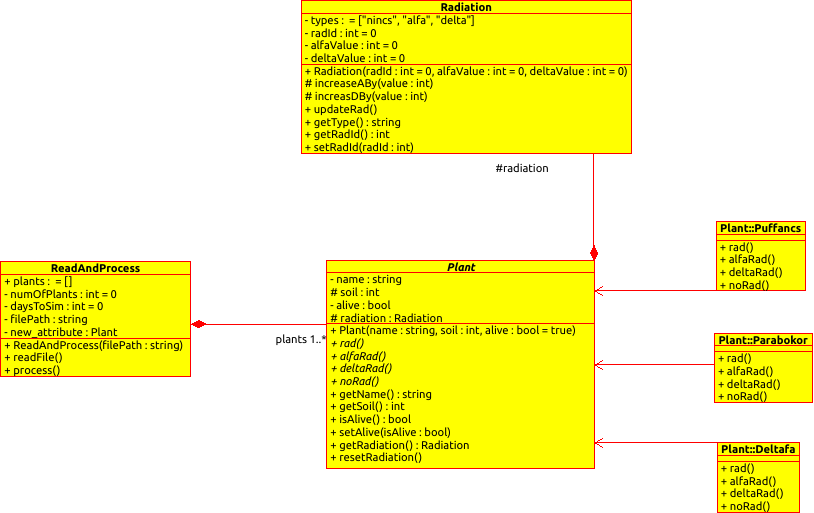 Radiation
- types : = ["nincs", "alfa", "delta"]
- radId : int = 0
- alfaValue : int = 0
- deltaValue : int = 0
+ Radiation(radId : int = 0, alfaValue : int = 0, deltaValue : int = 0)
# increaseABy(value : int)
# increasDBy(value : int)
+ updateRad()
+ getType() : string
+ getRadId() : int
+ setRadId(radId : int)
#radiation
ReadAndProcess
+ plants : = []
- numOfPlants : int = 0
- daysToSim : int = 0
- filePath : string
- new_attribute : Plant
+ ReadAndProcess(filePath : string)
+ readFile()
+ process()
plants 1..*
Plant
- name : string
# soil : int
- alive : bool
# radiation : Radiation
+ Plant(name : string, soil : int, alive : bool = true)
+ rad()
+ alfaRad()
+ deltaRad()
+ noRad()
+ getName() : string
+ getSoil() : int
+ isAlive() : bool
+ setAlive(isAlive : bool)
+ getRadiation() : Radiation
+ resetRadiation()
Plant::Puffancs
+ rad()
+ alfaRad()
+ deltaRad()
+ noRad()
Plant::Parabokor
+ rad()
+ alfaRad()
+ deltaRad()
+ noRad()
Plant::Deltafa
+ rad()
+ alfaRad()
+ deltaRad()
+ noRad()